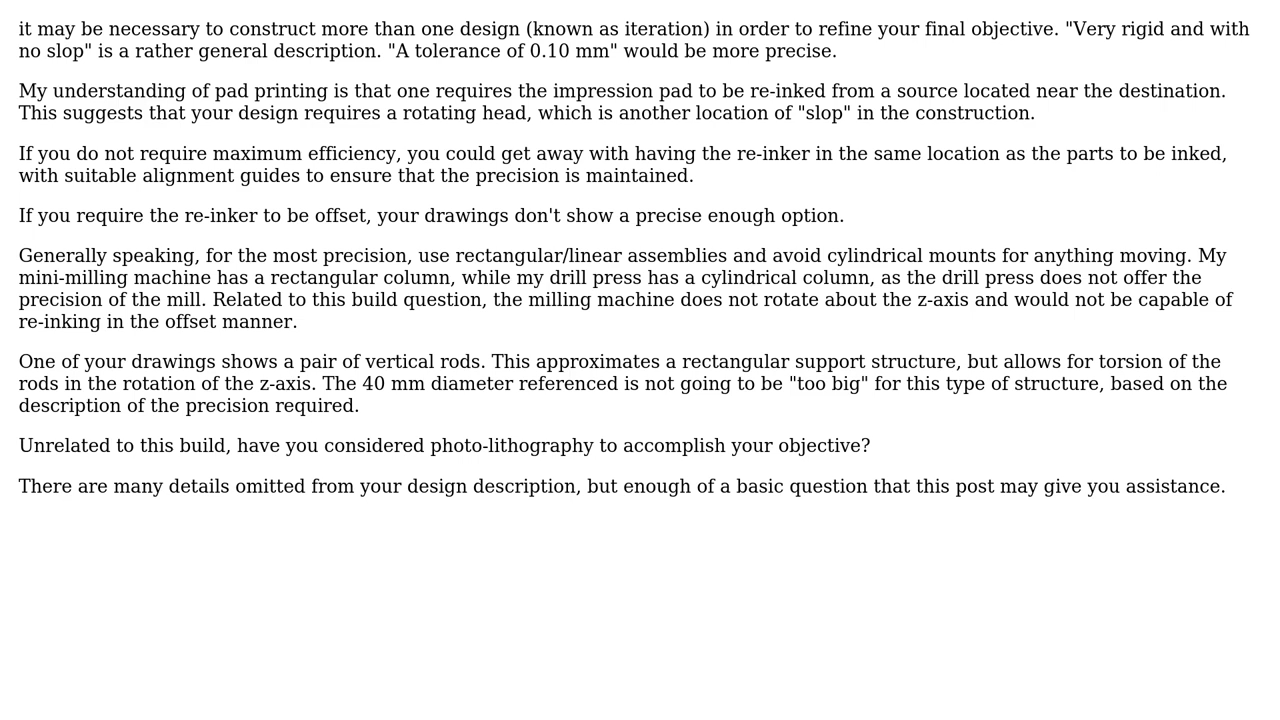 it may be necessary to construct more than one design (known as iteration) in order to refine your final objective. "Very rigid and with
no slop" is a rather general description. "A tolerance of 0.10 mm" would be more precise.
My understanding of pad printing is that one requires the impression pad to be re-inked from a source located near the destination.
This suggests that your design requires a rotating head, which is another location of "slop" in the construction.
If you do not require maximum efficiency, you could get away with having the re-inker in the same location as the parts to be inked,
with suitable alignment guides to ensure that the precision is maintained.
If you require the re-inker to be offset, your drawings don't show a precise enough option.
Generally speaking, for the most precision, use rectangular/linear assemblies and avoid cylindrical mounts for anything moving. My
mini-milling machine has a rectangular column, while my drill press has a cylindrical column, as the drill press does not offer the
precision of the mill. Related to this build question, the milling machine does not rotate about the z-axis and would not be capable of
re-inking in the offset manner.
One of your drawings shows a pair of vertical rods. This approximates a rectangular support structure, but allows for torsion of the
rods in the rotation of the z-axis. The 40 mm diameter referenced is not going to be "too big" for this type of structure, based on the
description of the precision required.
Unrelated to this build, have you considered photo-lithography to accomplish your objective?
There are many details omitted from your design description, but enough of a basic question that this post may give you assistance.